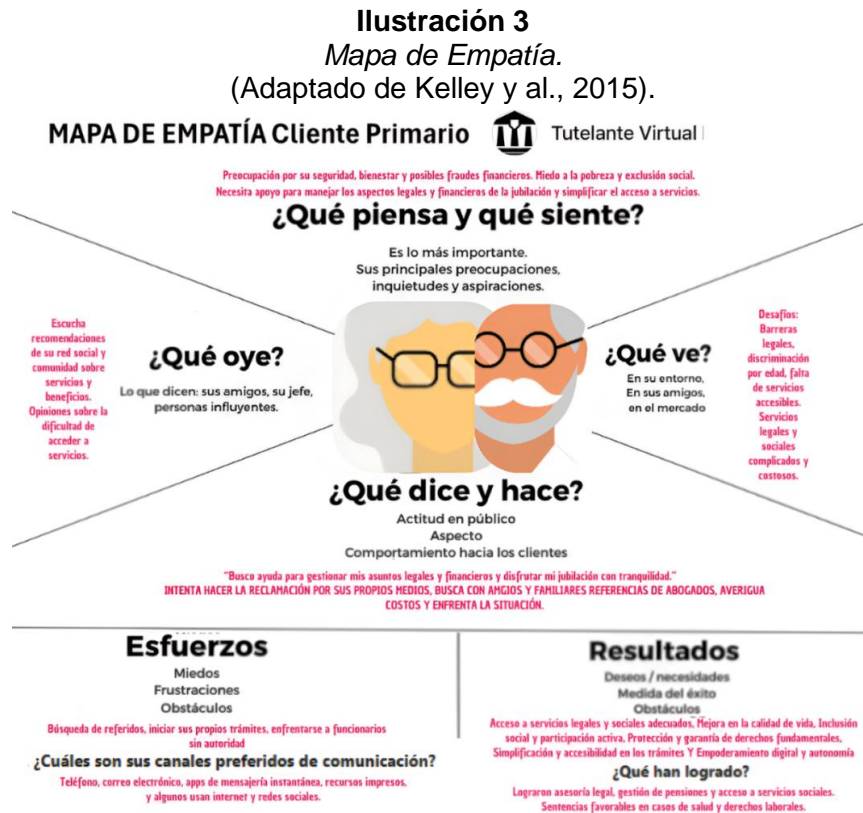 Ilustración 3
Mapa de Empatía.
(Adaptado de Kelley y al., 2015).
MAPA DE EMPATÍA Cliente Primario
Tutelante Virtual
Preocupación por su seguridad, bienestar y posibles fraudes financieros. Miedo a la pobreza y exclusión social.
Necesita apoyo para manejar los aspectos legales y financieros de la jubilación y simplificar el acceso a servicios.
¿Qué piensa y qué siente?
Es lo más importante.
Sus principales preocupaciones,
inquietudes y aspiraciones.
Escucha
recomendaciones
de su red social y
comunidad sobre
servicios y
beneficios.
Opiniones sobre la
dificultad de
acceder a
servicios.
¿Qué oye?
Lo que dicen: sus amigos, su jefe,
personas influyentes.
¿Qué ve?
En su entorno,
En sus amigos,
en el mercado
Desafíos:
Barreras
legales,
discriminación
por edad, falta
de servicios
accesibles.
Servicios
legales y
sociales
complicados y
costosos.
¿Qué dice y hace?
Actitud en público
Aspecto
Comportamiento hacia los clientes
"Busco ayuda para gestionar mis asuntos legales y financieros y disfrutar mi jubilación con tranquilidad."
INTENTA HACER LA RECLAMACIÓN POR SUS PROPIOS MEDIOS, BUSCA CON AMGIOS Y FAMILIARES REFERENCIAS DE ABOGADOS, AVERIGUA
COSTOS Y ENFRENTA LA SITUACIÓN.
Esfuerzos
Miedos
Frustraciones
Obstáculos
Búsqueda de referidos, iniciar sus propios trámites, enfrentarse a funcionarios
sin autoridad
¿Cuáles son sus canales preferidos de comunicación?
Teléfono, correo electrónico, apps de mensajería instantánea, recursos impresos,
y algunos usan internet y redes sociales.
Resultados
Deseos / necesidades
Medida del éxito
Obstáculos
Acceso a servicios legales y sociales adecuados, Mejora en la calidad de vida, Inclusión
social y participación activa, Protección y garantía de derechos fundamentales,
Simplificación y accesibilidad en los trámites Y Empoderamiento digital y autonomía
¿Qué han logrado?
Lograron asesoría legal, gestión de pensiones y acceso a servicios sociales.
Sentencias favorables en casos de salud y derechos laborales.